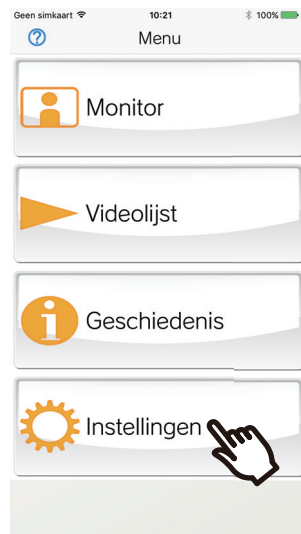 Geen simkaart 10:21 100%
? Menu
Monitor
Videolijst
Geschiedenis
Instellingen